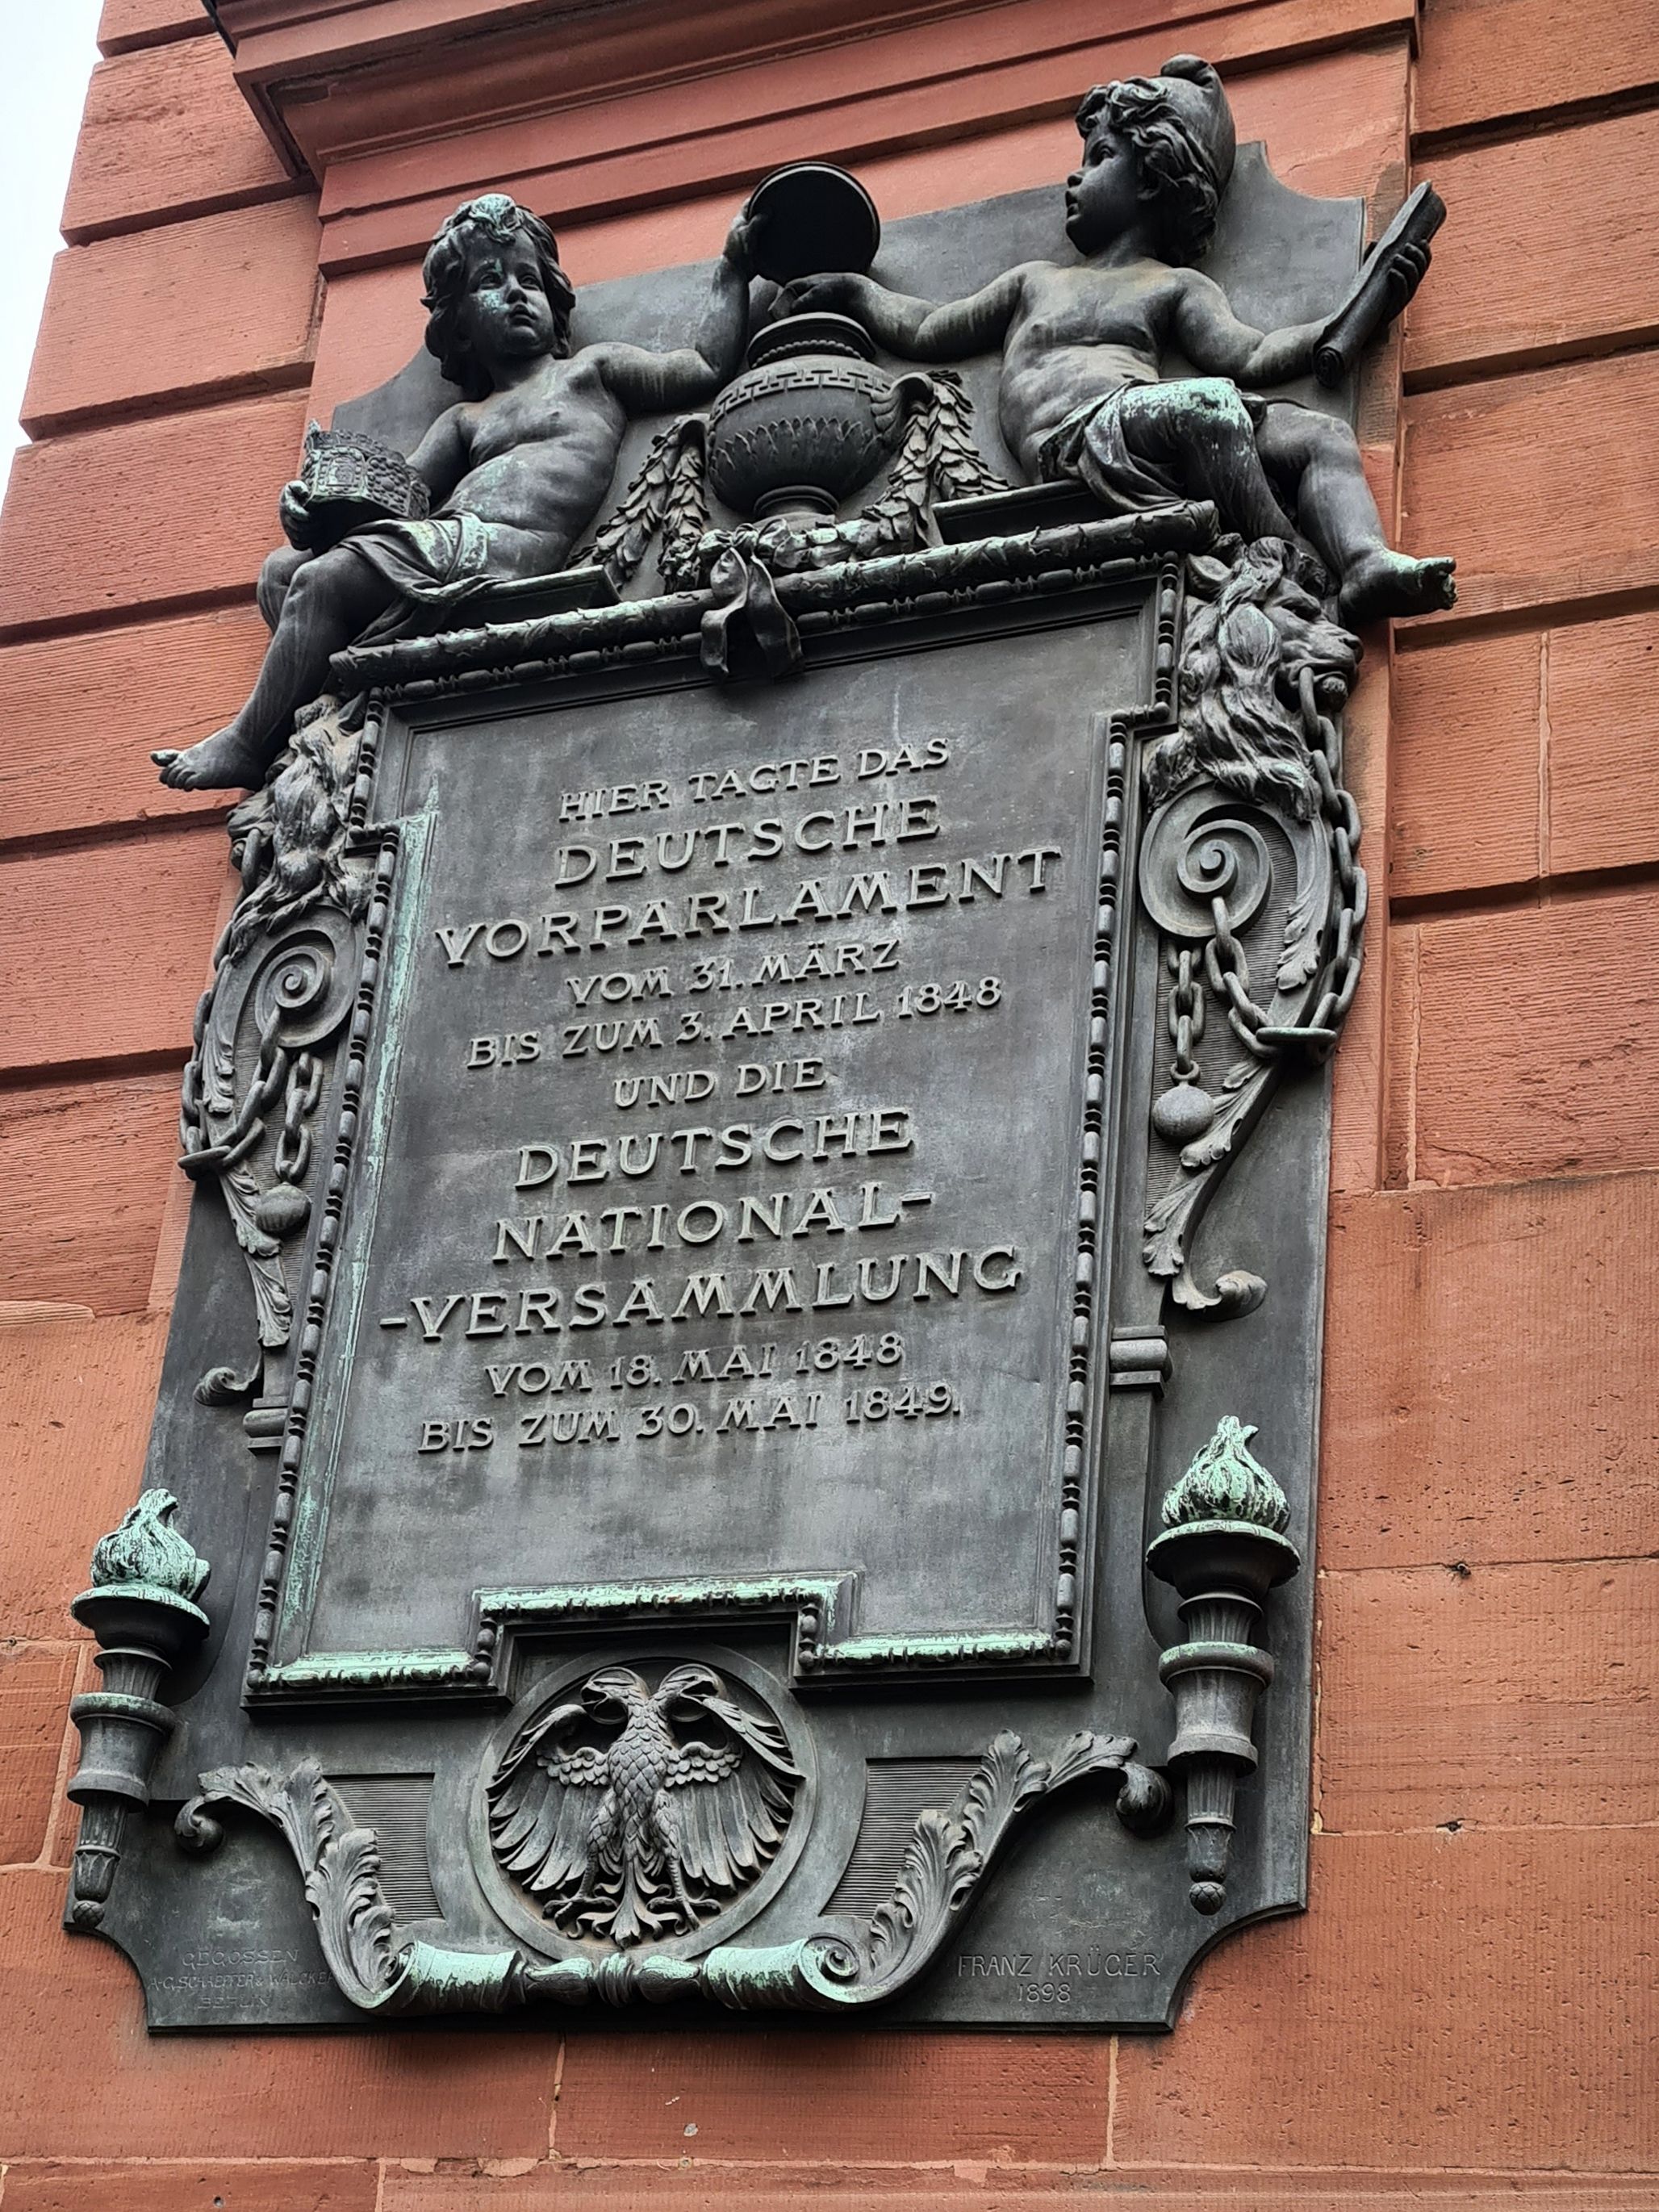 HIER TAGTE DAS
DEUTSCHE
VORPARLAMENT
VOM 31. MÄRZ
BIS ZUM 3. APRIL 1848
UND DIE
DEUTSCHE
NATIONAL-
-VERSAMMLUNG
VOM 18. MAI 1848
BIS ZUM 30. MAI 1849.
GEGOSSEN
BERLIN
FRANZ KRÜGER
1898